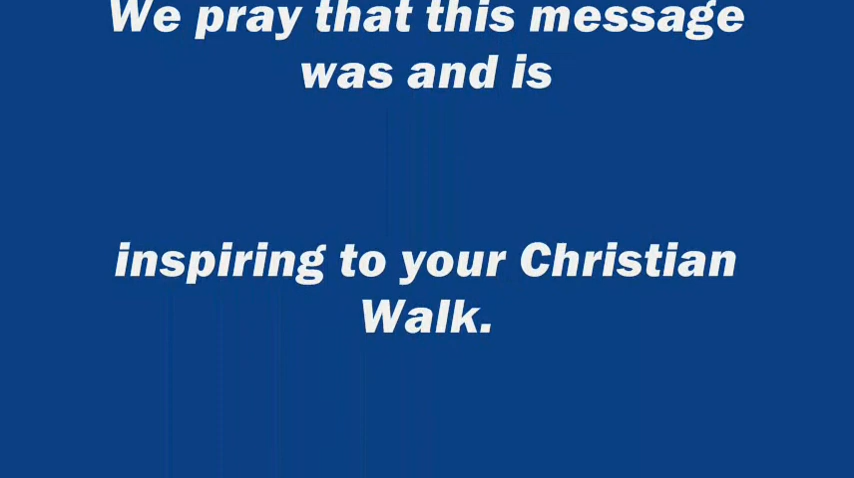 We pray that this message
was and is
inspiring to your Christian
Walk.